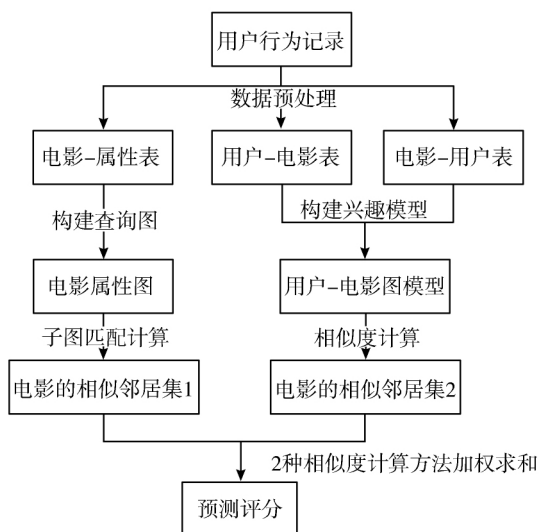 用户行为记录
数据预处理
电影-属性表
用户-电影表
电影-用户表
构建查询图
构建兴趣模型
电影属性图
用户-电影图模型
子图匹配计算
相似度计算
电影的相似邻居集1
电影的相似邻居集2
2种相似度计算方法加权求和
预测评分